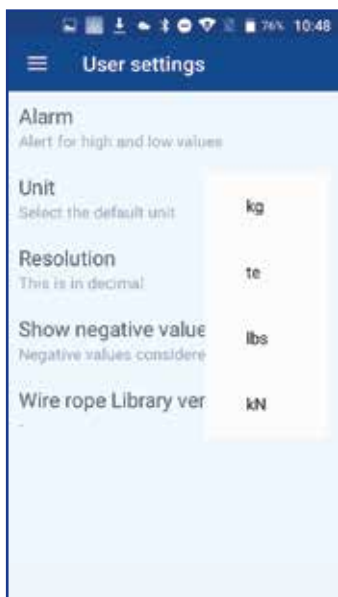 76% 10:48
User settings
Alarm
Alert for high and low values
Unit
Select the default unit
kg
Resolution
This is in decimal
te
Show negative value
Negative values considere
lbs
Wire rope Library ver
kN
-